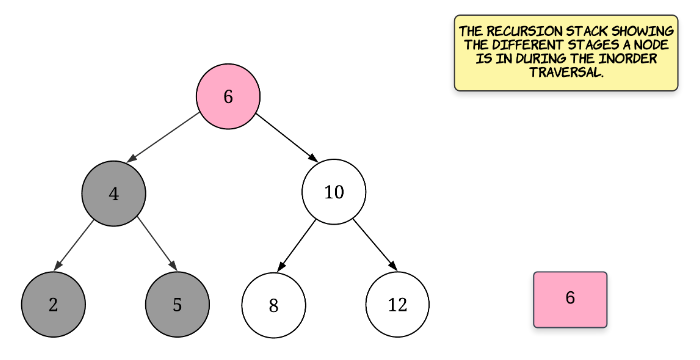 THE RECURSION STACK SHOWING
THE DIFFERENT STAGES A NODE
IS IN DURING THE INORDER
TRAVERSAL.
6
4
10
2
5
8
12
6